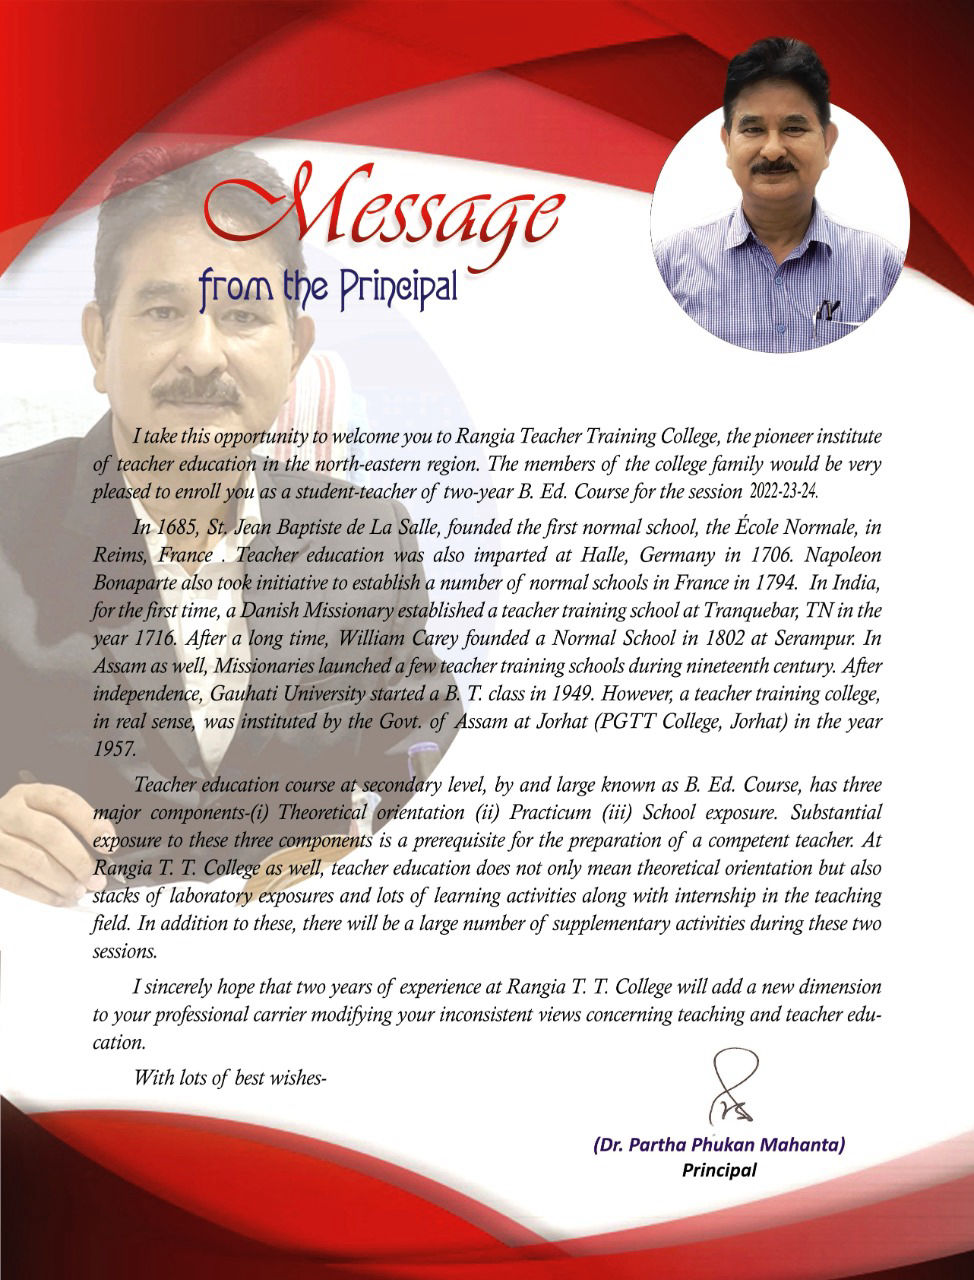 Message
from the Principal
I take this opportunity to welcome you to Rangia Teacher Training College, the pioneer institute
of teacher education in the north-eastern region. The members of the college family would be very
pleased to enroll you as a student-teacher of two-year B. Ed. Course for the session 2022-23-24.
In 1685, St. Jean Baptiste de La Salle, founded the first normal school, the École Normale, in
Reims, France . Teacher education was also imparted at Halle, Germany in 1706. Napoleon
Bonaparte also took initiative to establish a number of normal schools in France in 1794. In India,
for the first time, a Danish Missionary established a teacher training school at Tranquebar, TN in the
year 1716. After a long time, William Carey founded a Normal School in 1802 at Serampur. In
Assam as well, Missionaries launched a few teacher training schools during nineteenth century. After
independence, Gauhati University started a B. T. class in 1949. However, a teacher training college,
in real sense, was instituted by the Govt. of Assam at Jorhat (PGTT College, Jorhat) in the year
1957.
Teacher education course at secondary level, by and large known as B. Ed. Course, has three
major components-(i) Theoretical orientation (ii) Practicum (iii) School exposure. Substantial
exposure to these three components is a prerequisite for the preparation of a competent teacher. At
Rangia T. T. College as well, teacher education does not only mean theoretical orientation but also
stacks of laboratory exposures and lots of learning activities along with internship in the teaching
field. In addition to these, there will be a large number of supplementary activities during these two
sessions.
I sincerely hope that two years of experience at Rangia T. T. College will add a new dimension
to your professional carrier modifying your inconsistent views concerning teaching and teacher edu-
cation.
With lots of best wishes-
(Dr. Partha Phukan Mahanta)
Principal